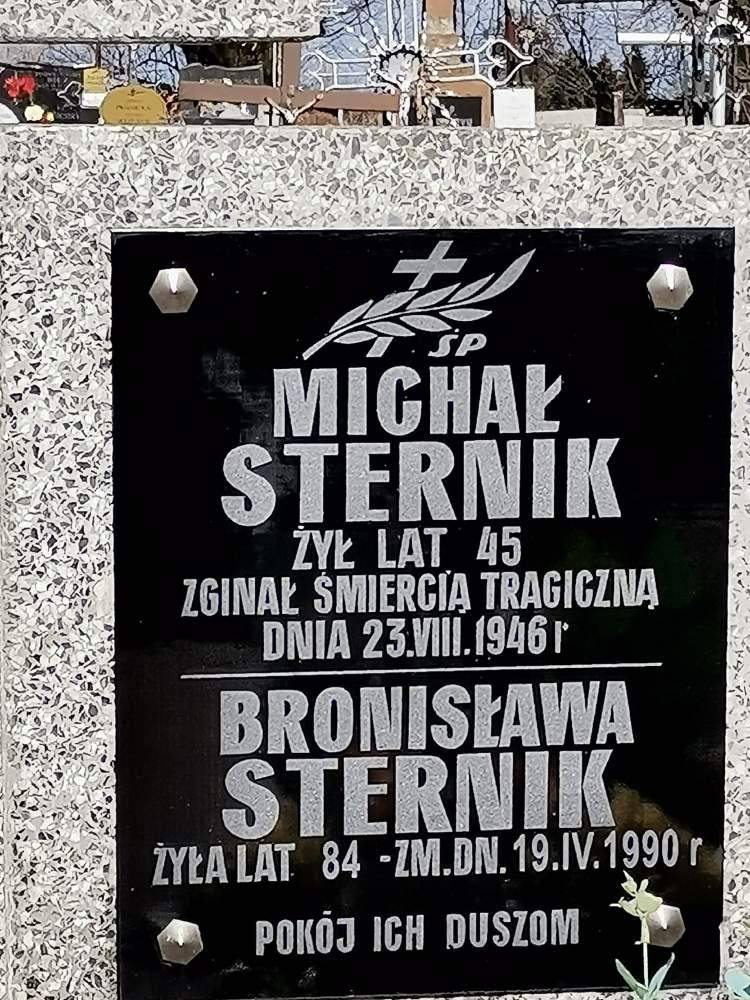 ŚP
MICHAŁ
STERNIK
ŻYŁ LAT 45
ZGINAŁ ŚMIERCIĄ TRAGICZNĄ
DNIA 23.VIII.1946 r
BRONISŁAWA
STERNIK
ŻYŁA LAT 84 - ZM.DN. 19.IV.1990 r
POKÓJ ICH DUSZOM